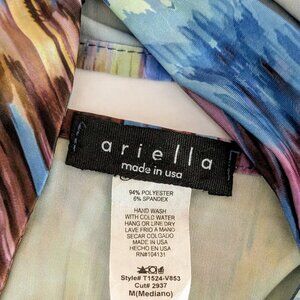 ariella
made in usa
94% POLYESTER
6% SPANDEX
HAND WASH
WITH COLD WATER
HANG OR LINE DRY
LAVE FRIO A MANO
SECAR COLGADO
MADE IN USA
HECHO EN USA
RN#104131
Style# T1524-V853
Cut# 2937
M(Mediano)